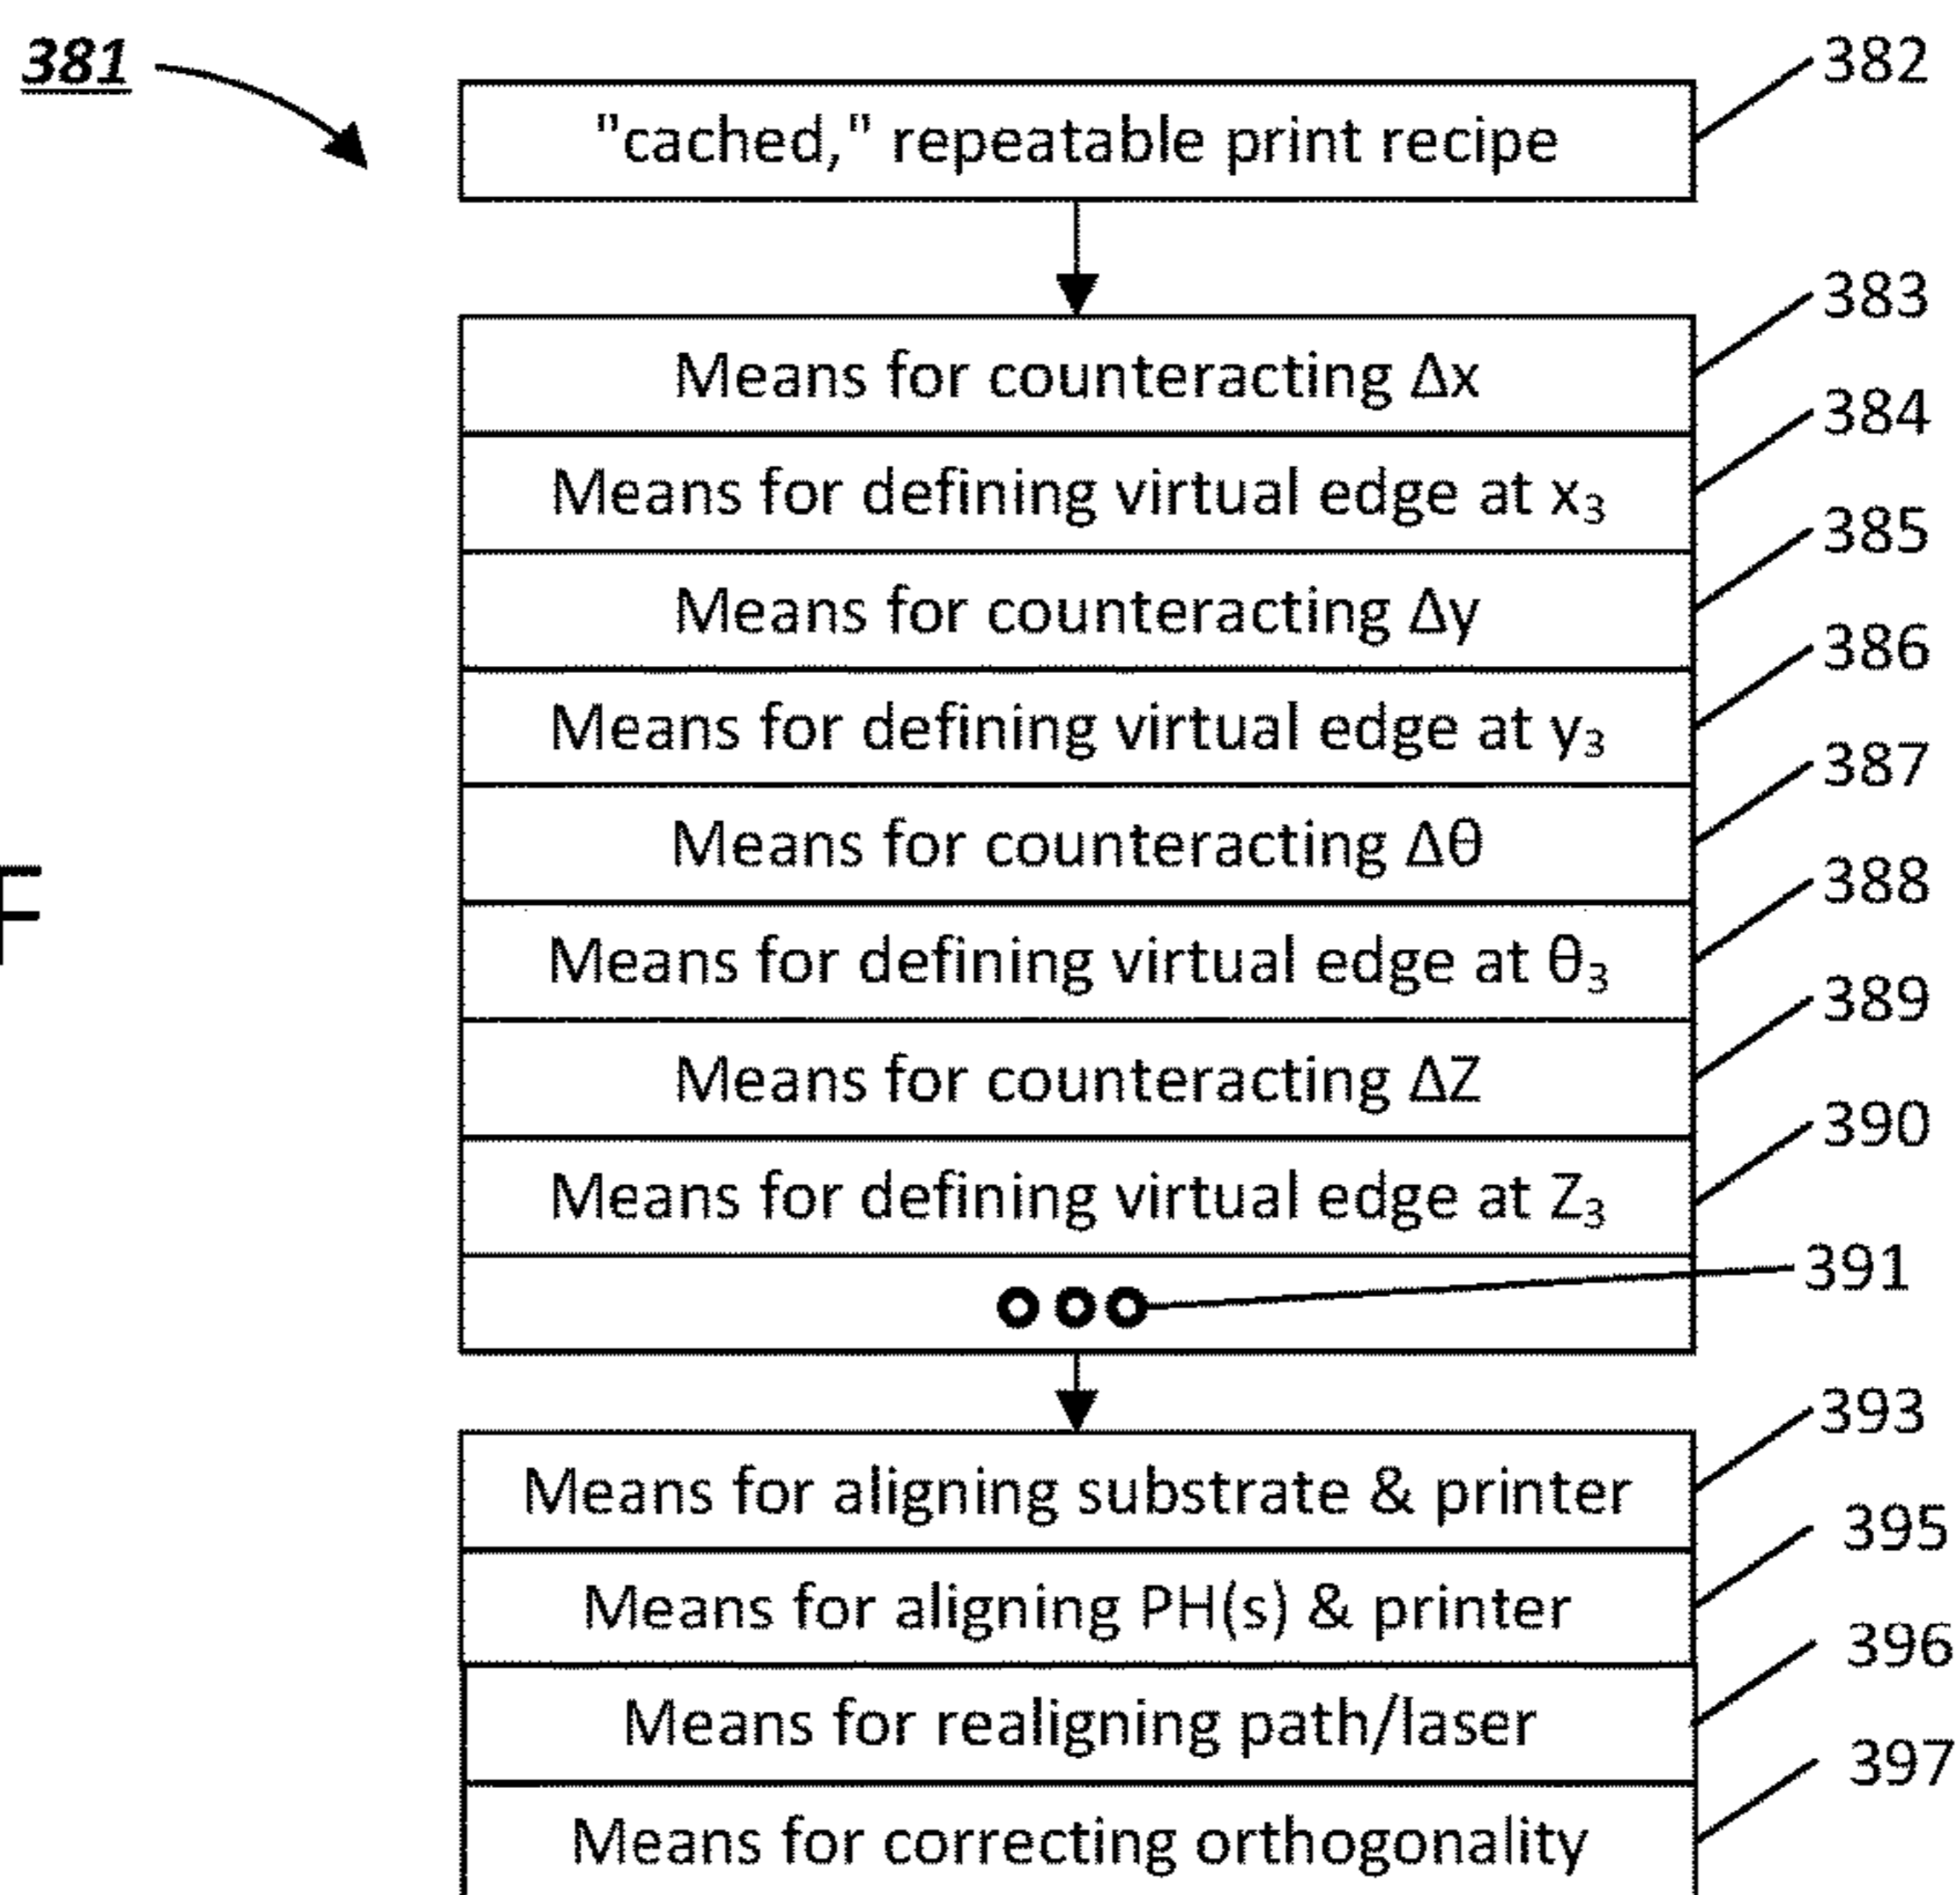 381
382
"cached," repeatable print recipe
383
Means for counteracting Δx
384
Means for defining virtual edge at x₃
385
Means for counteracting Δy
386
Means for defining virtual edge at y₃
387
Means for counteracting Δθ
388
Means for defining virtual edge at θ₃
389
Means for counteracting ΔZ
390
Means for defining virtual edge at Z₃
391
393
Means for aligning substrate & printer
395
Means for aligning PH(s) & printer
396
Means for realigning path/laser
397
Means for correcting orthogonality